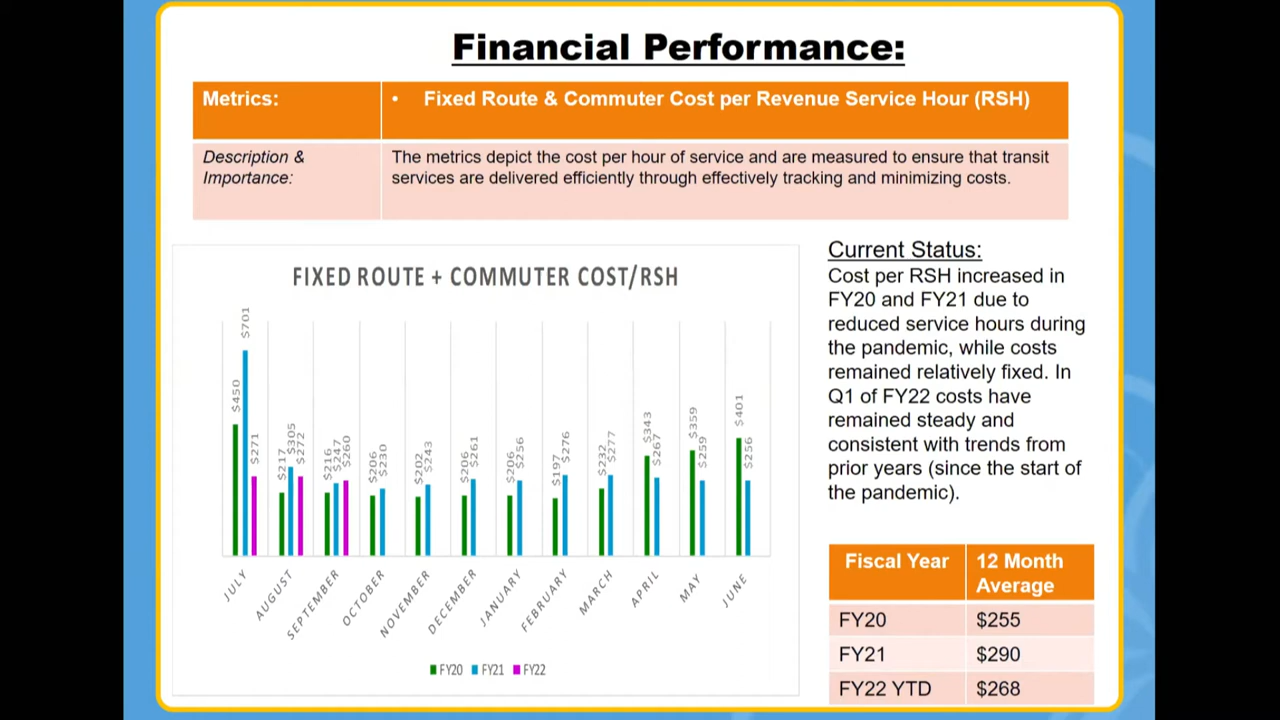 Financial Performance:
Metrics:
• Fixed Route & Commuter Cost per Revenue Service Hour (RSH)
Description &
Importance:
The metrics depict the cost per hour of service and are measured to ensure that transit
services are delivered efficiently through effectively tracking and minimizing costs.
FIXED ROUTE + COMMUTER COST/RSH
$450
$701
$271
$217
$305
$272
$216
$247
$260
$206
$230
$202
$243
$206
$261
$206
$256
$197
$276
$232
$277
$343
$267
$359
$259
$401
$256
JULY
AUGUST
SEPTEMBER
OCTOBER
NOVEMBER
DECEMBER
JANUARY
FEBRUARY
MARCH
APRIL
MAY
JUNE
FY20 FY21 FY22
Current Status:
Cost per RSH increased in
FY20 and FY21 due to
reduced service hours during
the pandemic, while costs
remained relatively fixed. In
Q1 of FY22 costs have
remained steady and
consistent with trends from
prior years (since the start of
the pandemic).
Fiscal Year
12 Month
Average
FY20 $255
FY21 $290
FY22 YTD $268